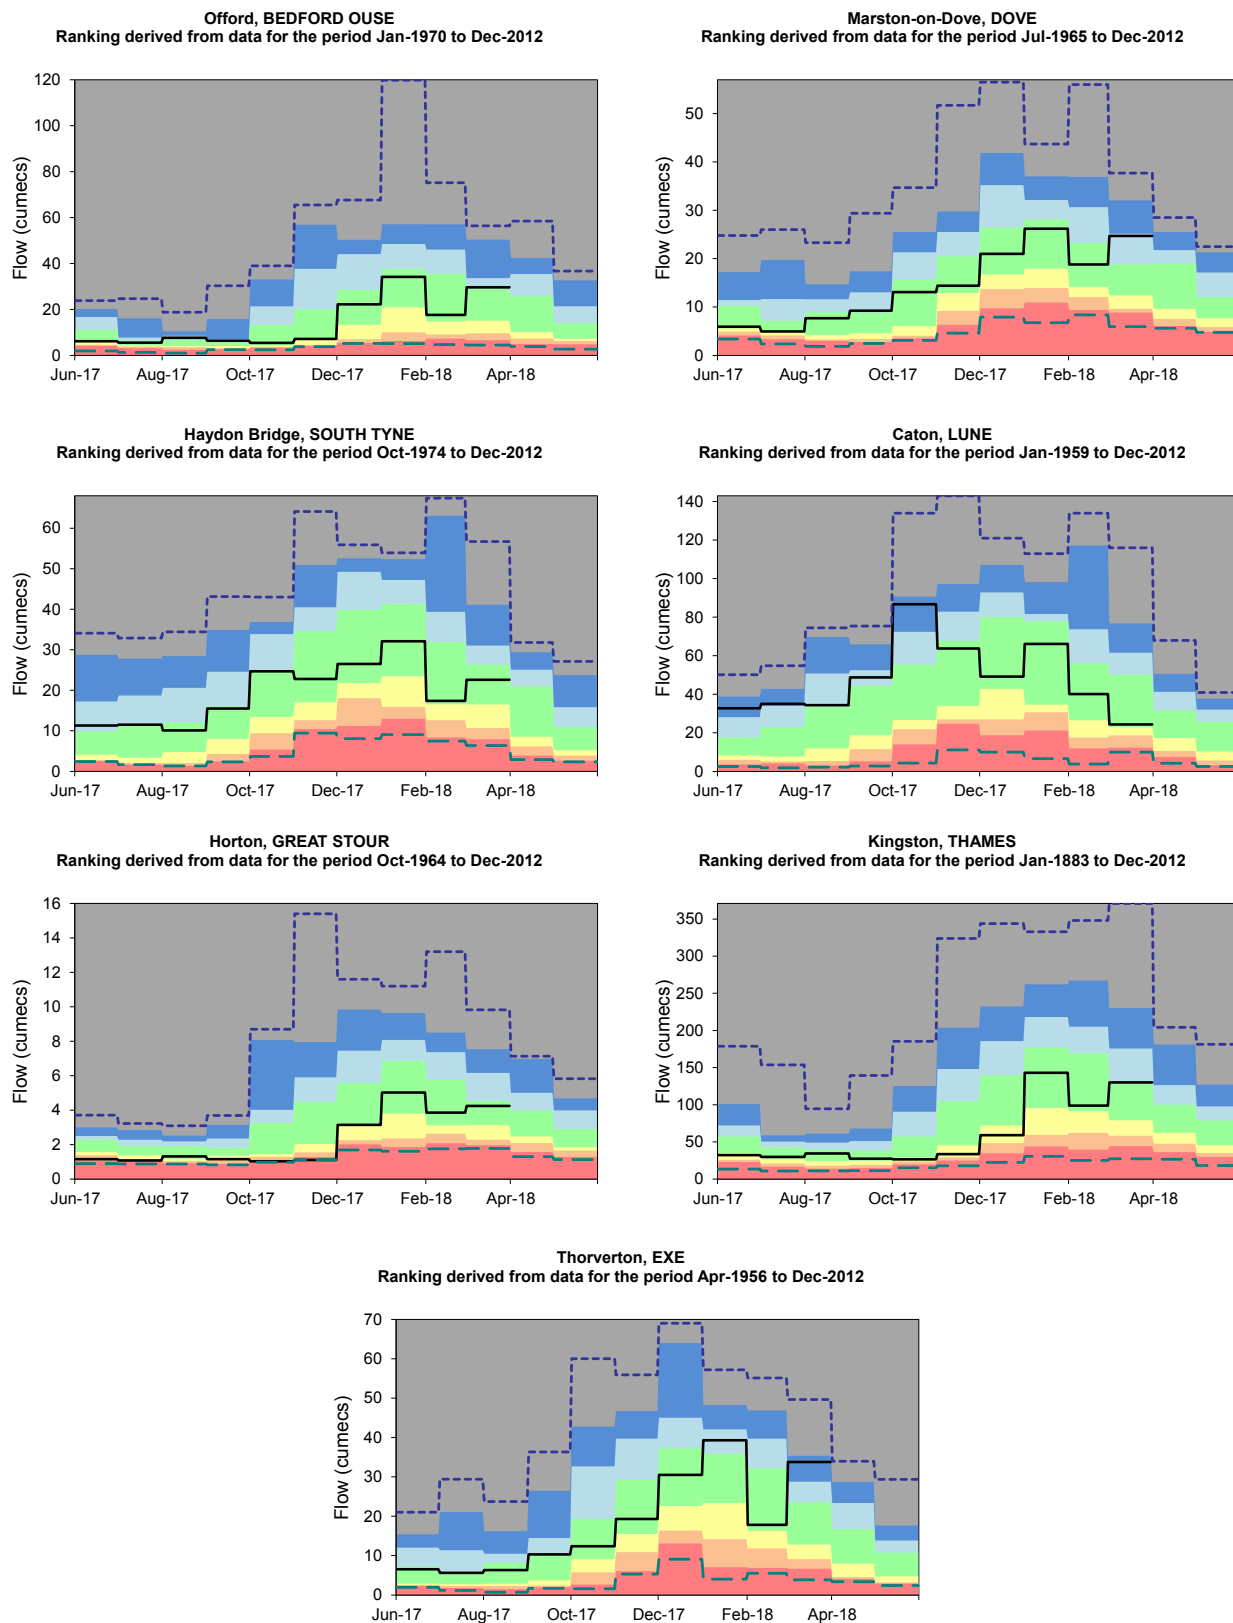 Offord, BEDFORD OUSE
Ranking derived from data for the period Jan-1970 to Dec-2012
120
100
80
60
40
20
0
Flow (cumecs)
Jun-17 Aug-17 Oct-17 Dec-17 Feb-18 Apr-18
Marston-on-Dove, DOVE
Ranking derived from data for the period Jul-1965 to Dec-2012
50
40
30
20
10
0
Flow (cumecs)
Jun-17 Aug-17 Oct-17 Dec-17 Feb-18 Apr-18
Haydon Bridge, SOUTH TYNE
Ranking derived from data for the period Oct-1974 to Dec-2012
60
50
40
30
20
10
0
Flow (cumecs)
Jun-17 Aug-17 Oct-17 Dec-17 Feb-18 Apr-18
Caton, LUNE
Ranking derived from data for the period Jan-1959 to Dec-2012
140
120
100
80
60
40
20
0
Flow (cumecs)
Jun-17 Aug-17 Oct-17 Dec-17 Feb-18 Apr-18
Horton, GREAT STOUR
Ranking derived from data for the period Oct-1964 to Dec-2012
16
14
12
10
8
6
4
2
0
Flow (cumecs)
Jun-17 Aug-17 Oct-17 Dec-17 Feb-18 Apr-18
Kingston, THAMES
Ranking derived from data for the period Jan-1883 to Dec-2012
350
300
250
200
150
100
50
0
Flow (cumecs)
Jun-17 Aug-17 Oct-17 Dec-17 Feb-18 Apr-18
Thorverton, EXE
Ranking derived from data for the period Apr-1956 to Dec-2012
70
60
50
40
30
20
10
0
Flow (cumecs)
Jun-17 Aug-17 Oct-17 Dec-17 Feb-18 Apr-18